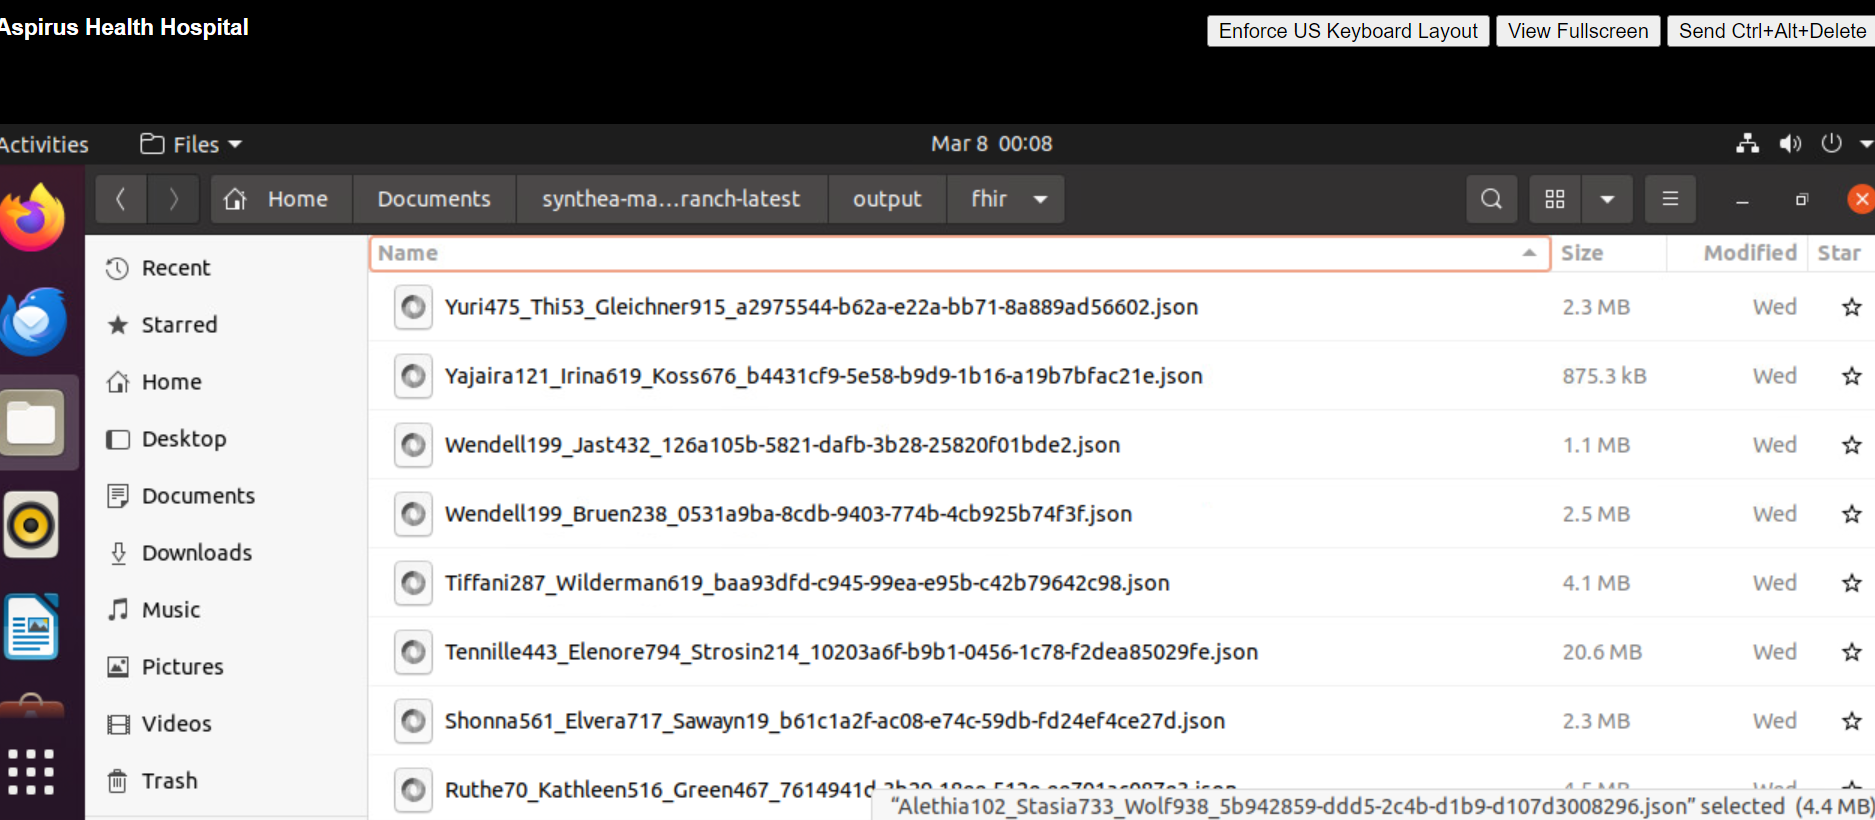 Aspirus Health Hospital
Enforce US Keyboard Layout View Fullscreen Send Ctrl+Alt+Delete
Activities Files Mar 8 00:08
Home Documents synthea-ma...ranch-latest output fhir
Name Size Modified Star
Recent
Starred
Home
Desktop
Documents
Downloads
Music
Pictures
Videos
Trash
Yuri475_Thi53_Gleichner915_a2975544-b62a-e22a-bb71-8a889ad56602.json 2.3 MB Wed
Yajaira121_Irina619_Koss676_b4431cf9-5e58-b9d9-1b16-a19b7bfac21e.json 875.3 kB Wed
Wendell199_Jast432_126a105b-5821-dafb-3b28-25820f01bde2.json 1.1 MB Wed
Wendell199_Bruen238_0531a9ba-8cdb-9403-774b-4cb925b74f3f.json 2.5 MB Wed
Tiffani287_Wilderman619_baa93dfd-c945-99ea-e95b-c42b79642c98.json 4.1 MB Wed
Tennille443_Elenore794_Strosin214_10203a6f-b9b1-0456-1c78-f2dea85029fe.json 20.6 MB Wed
Shonna561_Elvera717_Sawayn19_b61c1a2f-ac08-e74c-59db-fd24ef4ce27d.json 2.3 MB Wed
Ruthe70_Kathleen516_Green467_7614941d
“Alethia102_Stasia733_Wolf938_5b942859-ddd5-2c4b-d1b9-d107d3008296.json” selected (4.4 MB)